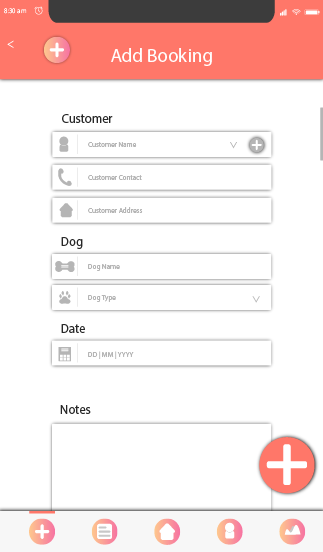 8:30 am
<
Add Booking
Customer
Customer Name
Customer Contact
Customer Address
Dog
Dog Name
Dog Type
Date
DD | MM | YYYY
Notes